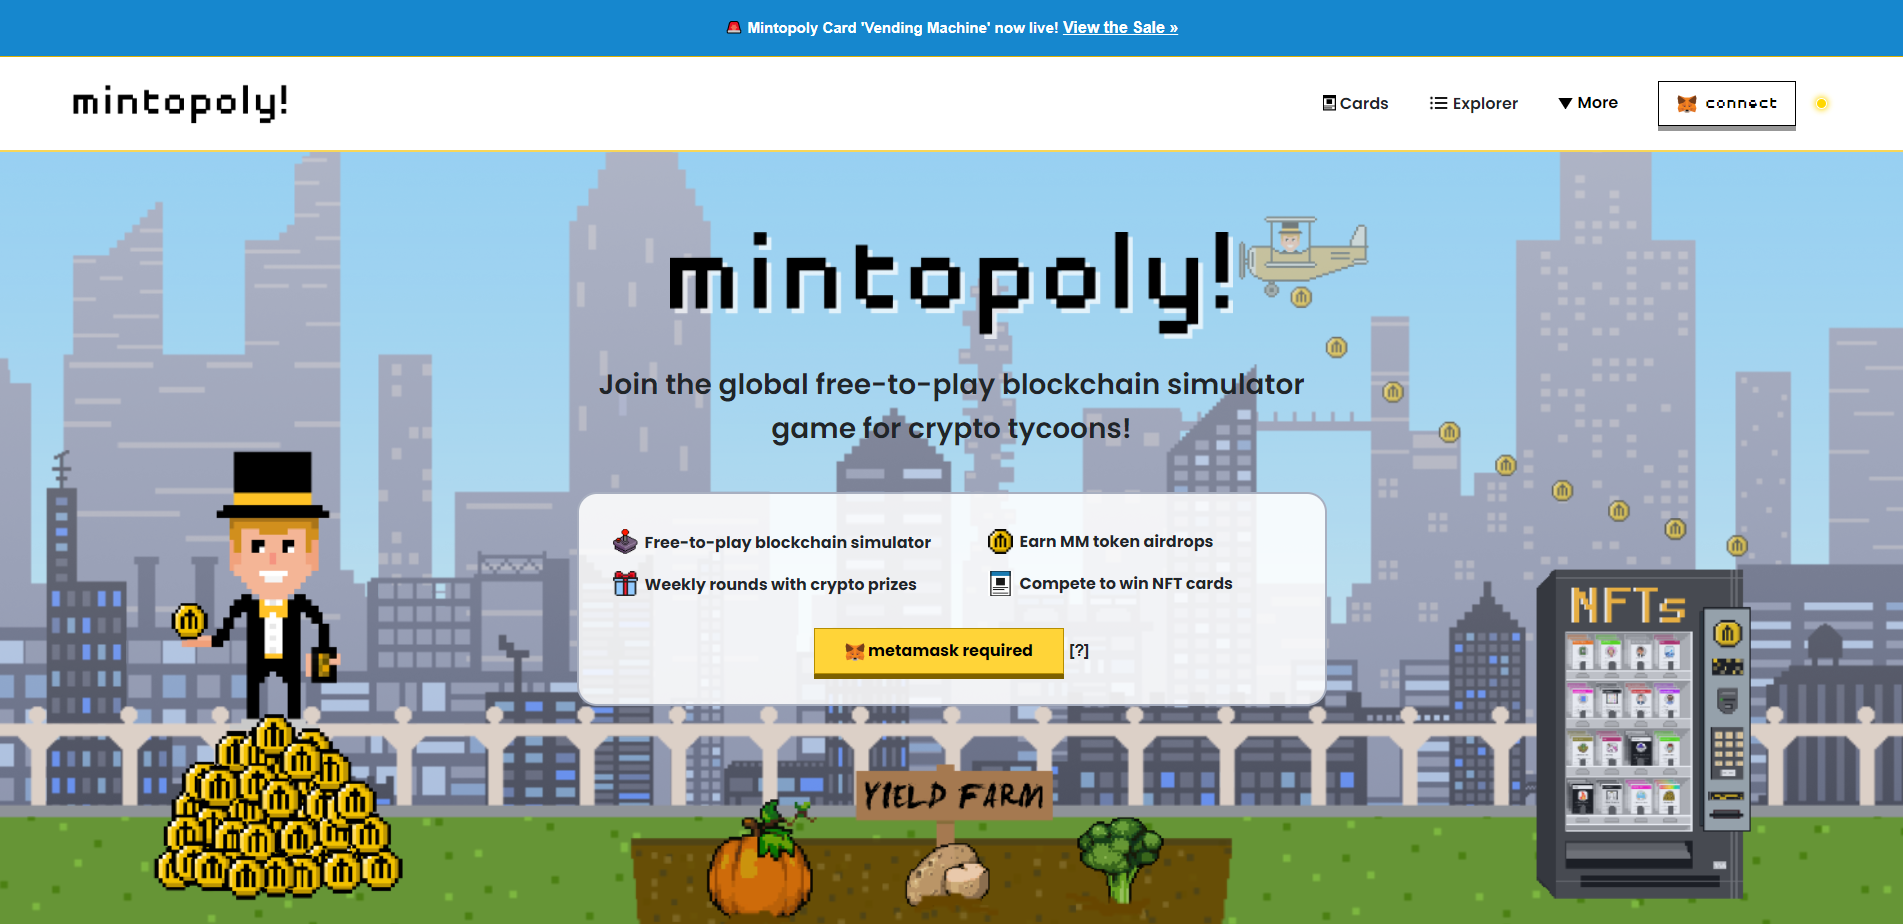 Mintopoly Card 'Vending Machine' now live! View the Sale »
mintopoly!
Cards
Explorer
▼ More
connect
mintopoly!
Join the global free-to-play blockchain simulator
game for crypto tycoons!
Free-to-play blockchain simulator
Earn MM token airdrops
Weekly rounds with crypto prizes
Compete to win NFT cards
metamask required [?]
NFTs
YIELD FARM